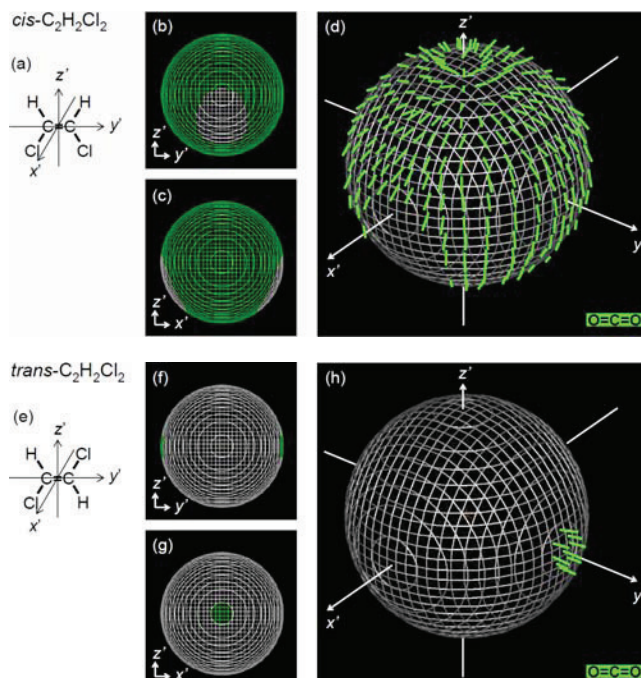 cis-C₂H₂Cl₂
(a)
z'
H H
C=C
y'
Cl Cl
x'
(b)
z'
y'
(c)
z'
x'
(d)
z'
x'
y
O=C=O
trans-C₂H₂Cl₂
(e)
z'
H Cl
C=C
y'
Cl H
x'
(f)
z'
y'
(g)
z'
x'
(h)
z'
x'
y
O=C=O